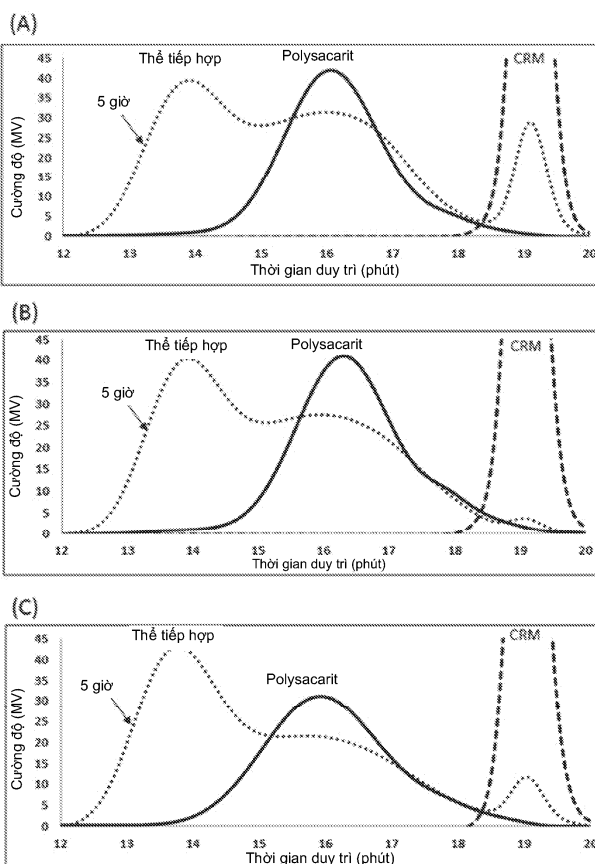 (A)
Thể tiếp hợp
Polysacarit
CRM
5 giờ
Cường độ (MV)
45
40
35
30
25
20
15
10
5
0
12 13 14 15 16 17 18 19 20
Thời gian duy trì (phút)
(B)
Thể tiếp hợp
Polysacarit
CRM
5 giờ
Cường độ (MV)
45
40
35
30
25
20
15
10
5
0
12 13 14 15 16 17 18 19 20
Thời gian duy trì (phút)
(C)
Thể tiếp hợp
Polysacarit
CRM
5 giờ
Cường độ (MV)
45
40
35
30
25
20
15
10
5
0
12 13 14 15 16 17 18 19 20
Thời gian duy trì (phút)